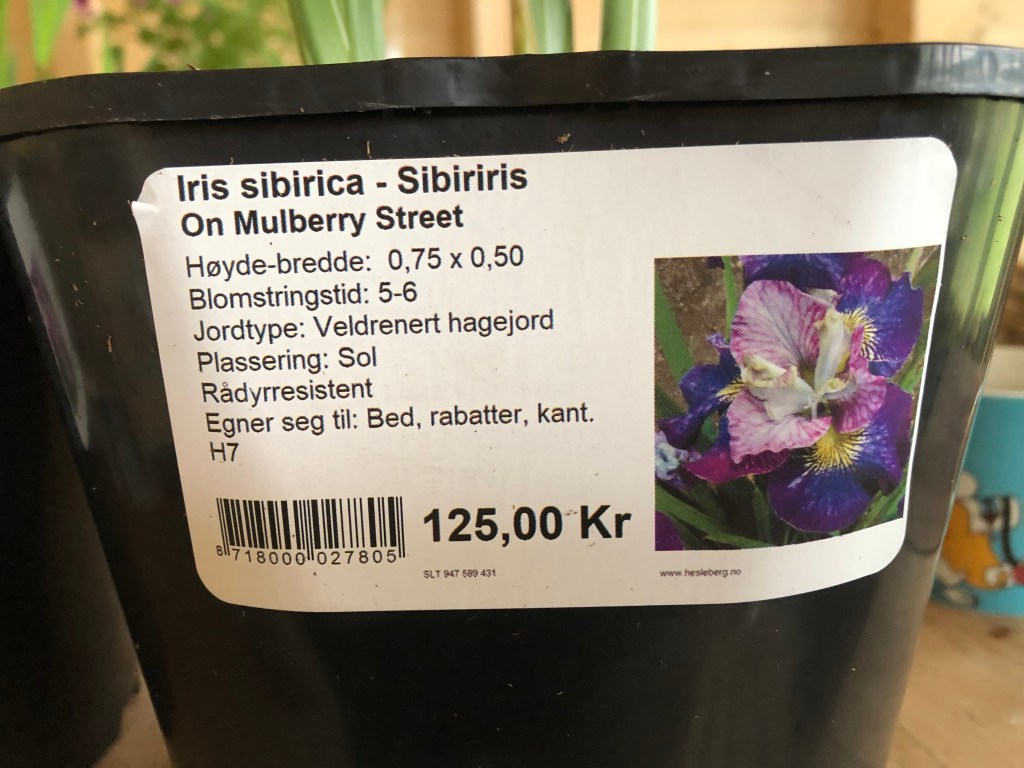 Iris sibirica - Sibiriris
On Mulberry Street
Høyde-bredde: 0,75 x 0,50
Blomstringstid: 5-6
Jordtype: Veldrenert hagejord
Plassering: Sol
Rådyrresistent
Egner seg til: Bed, rabatter, kant.
H7
125,00 Kr
8 718000 027805
SLT 947 589 431
www.hesleberg.no